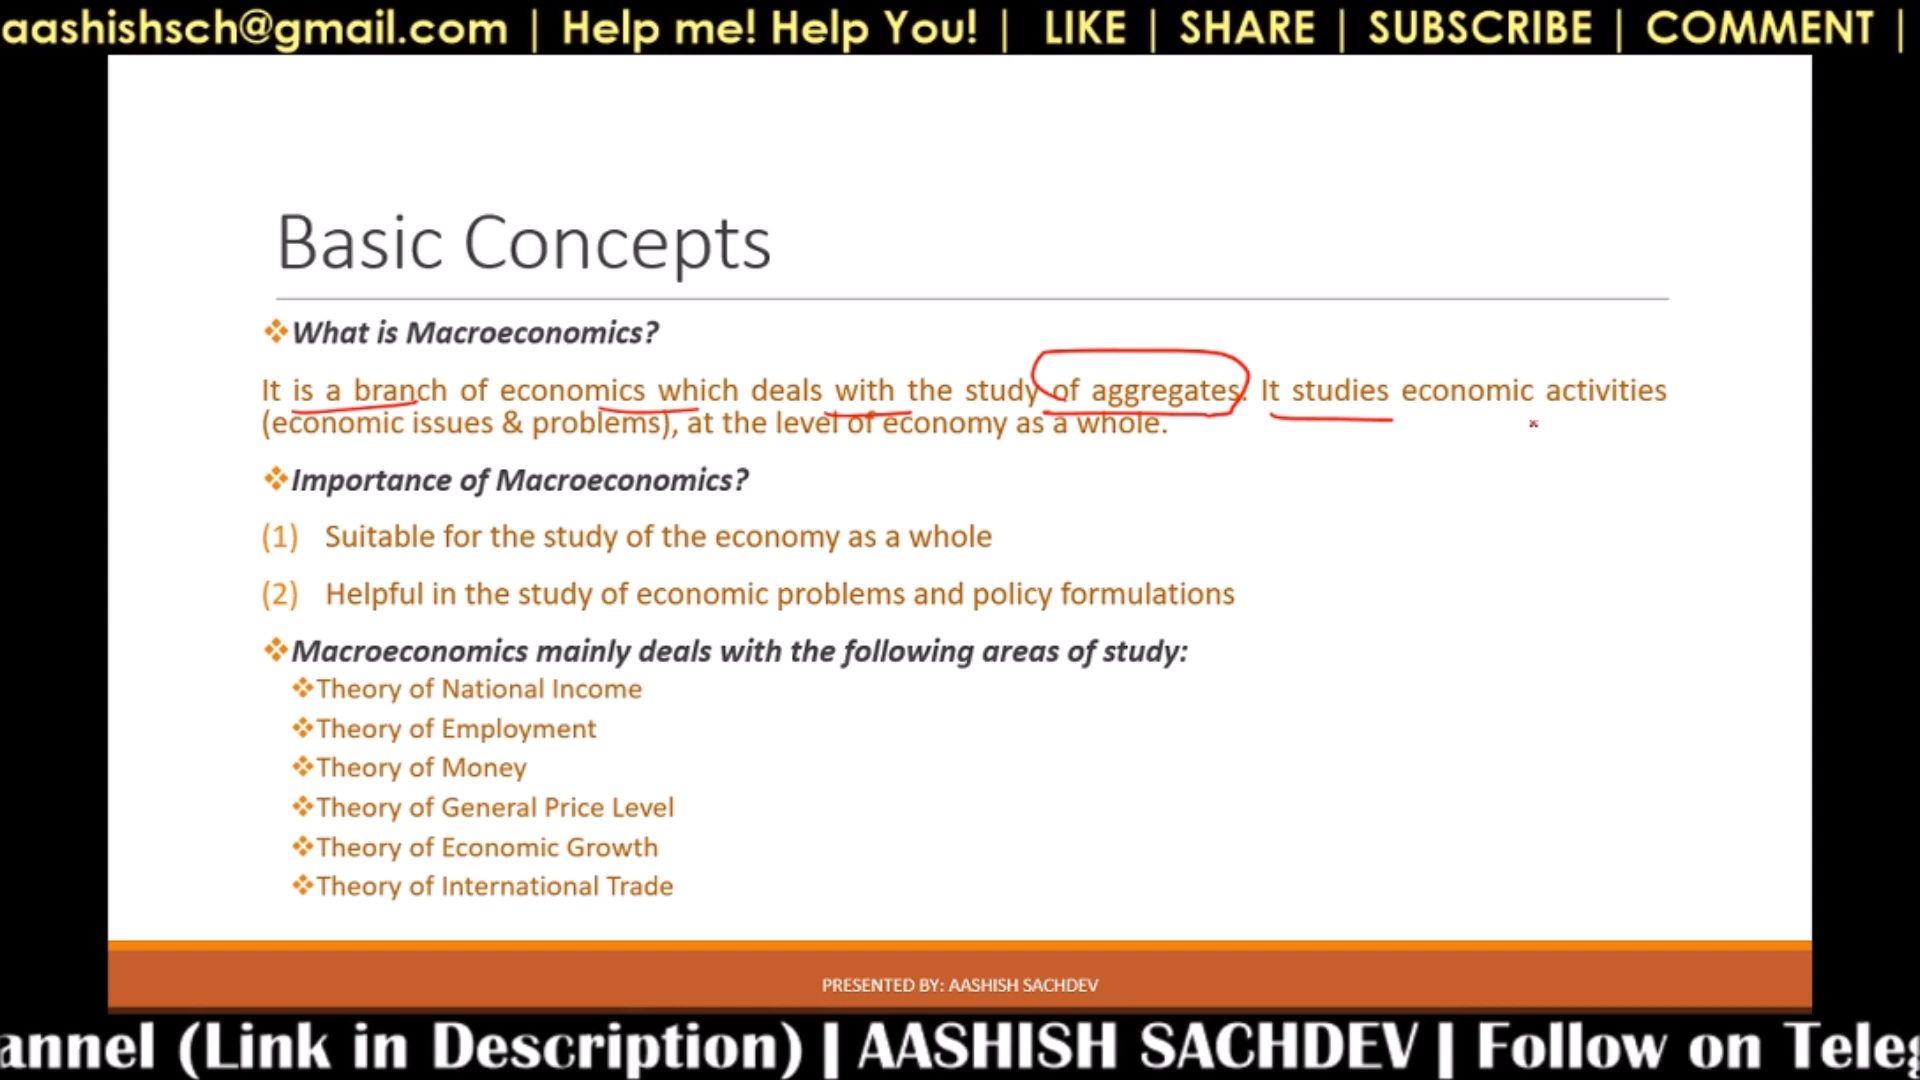 aashishsch@gmail.com | Help me! Help You! | LIKE | SHARE | SUBSCRIBE | COMMENT |
Basic Concepts
What is Macroeconomics?
It is a branch of economics which deals with the study of aggregates. It studies economic activities
(economic issues & problems), at the level of economy as a whole.
Importance of Macroeconomics?
(1) Suitable for the study of the economy as a whole
(2) Helpful in the study of economic problems and policy formulations
Macroeconomics mainly deals with the following areas of study:
Theory of National Income
Theory of Employment
Theory of Money
Theory of General Price Level
Theory of Economic Growth
Theory of International Trade
PRESENTED BY: AASHISH SACHDEV
annel (Link in Description) | AASHISH SACHDEV | Follow on Teleg